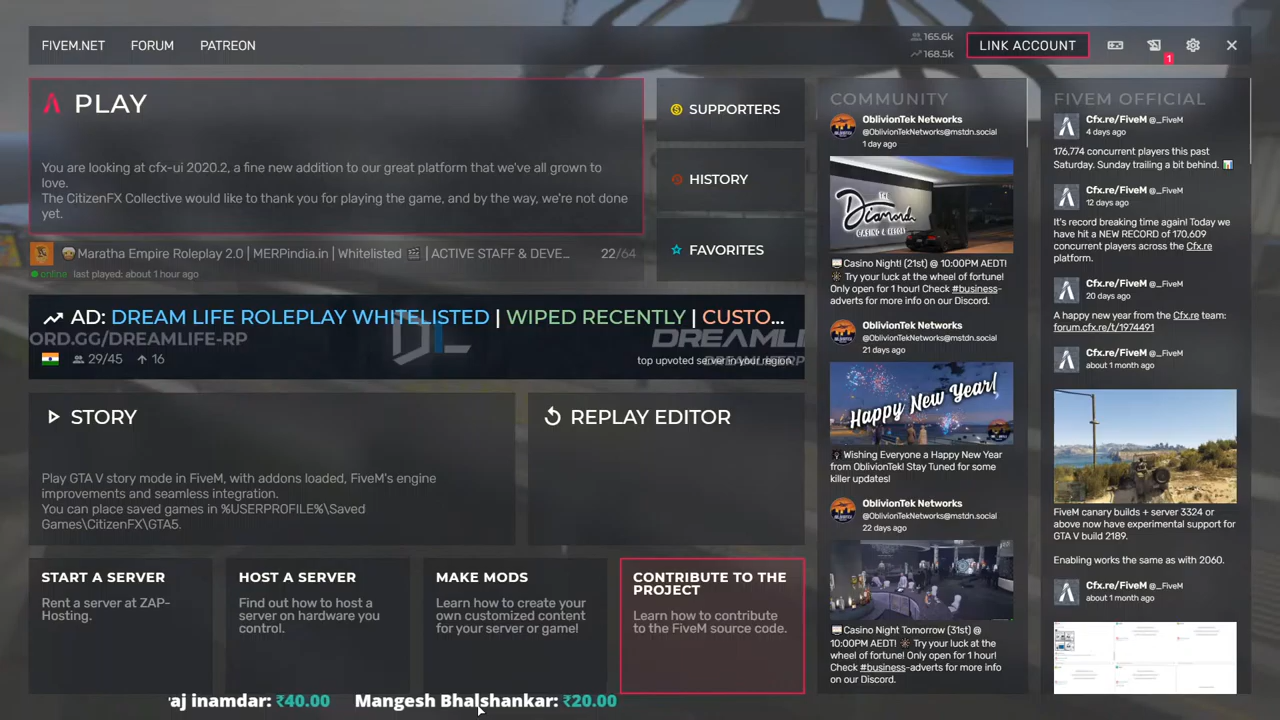 FIVEM.NET
FORUM
PATREON
165.6k
168.5k
LINK ACCOUNT
1
PLAY
You are looking at cfx-ui 2020.2, a fine new addition to our great platform that we've all grown to
love.
The CitizenFX Collective would like to thank you for playing the game, and by the way, we're not done
yet.
Maratha Empire Roleplay 2.0 | MERPindia.in | Whitelisted 🎬 | ACTIVE STAFF & DEVE...
22/64
online last played: about 1 hour ago
SUPPORTERS
HISTORY
FAVORITES
AD: DREAM LIFE ROLEPLAY WHITELISTED | WIPED RECENTLY | CUSTO...
ORD.GG/DREAMLIFE-RP
DL
DREAMLI
29/45
16
top upvoted server in your region
STORY
Play GTA V story mode in FiveM, with addons loaded, FiveM's engine
improvements and seamless integration.
You can place saved games in %USERPROFILE%\Saved
Games\CitizenFX\GTA5.
REPLAY EDITOR
START A SERVER
Rent a server at ZAP-
Hosting.
HOST A SERVER
Find out how to host a
server on hardware you
control.
MAKE MODS
Learn how to create your
own customized content
for your server or game!
CONTRIBUTE TO THE
PROJECT
Learn how to contribute
to the FiveM source code.
aj inamdar: ₹40.00
Mangesh Bhalshankar: ₹20.00
COMMUNITY
OblivionTek Networks
@OblivionTekNetworks@mstdn.social
1 day ago
THE
Diamond
CASINO & RESORT
Casino Night! (21st) @ 10:00PM AEDT!
Try your luck at the wheel of fortune!
Only open for 1 hour! Check #business-
adverts for more info on our Discord.
OblivionTek Networks
@OblivionTekNetworks@mstdn.social
21 days ago
Happy New Year!
Wishing Everyone a Happy New Year
from OblivionTek! Stay Tuned for some
killer updates!
OblivionTek Networks
@OblivionTekNetworks@mstdn.social
22 days ago
Casino Night Tomorrow (31st) @
10:00PM AEDT! Try your luck at the
wheel of fortune! Only open for 1 hour!
Check #business-adverts for more info
on our Discord.
FIVEM OFFICIAL
Cfx.re/FiveM @_FiveM
4 days ago
176,774 concurrent players this past
Saturday. Sunday trailing a bit behind. 📊
Cfx.re/FiveM @_FiveM
12 days ago
It's record breaking time again! Today we
have hit a NEW RECORD of 170,609
concurrent players across the Cfx.re
platform.
Cfx.re/FiveM @_FiveM
20 days ago
A happy new year from the Cfx.re team:
forum.cfx.re/t/1974491
Cfx.re/FiveM @_FiveM
about 1 month ago
FiveM canary builds + server 3324 or
above now have experimental support for
GTA V build 2189.
Enabling works the same as with 2060.
Cfx.re/FiveM @_FiveM
about 1 month ago